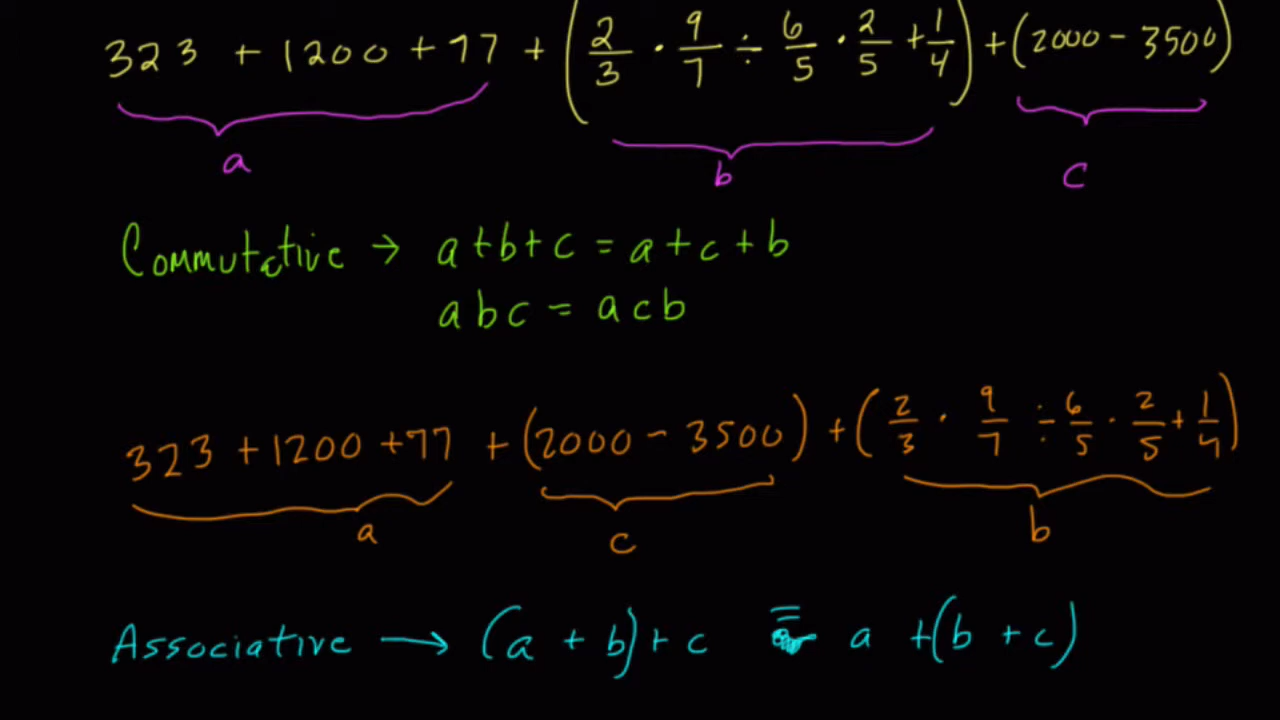 323 + 1200 + 77 + (2/3 · 9/7 ÷ 6/5 · 2/5 + 1/4) + (2000 - 3500)
a b c
Commutative → a + b + c = a + c + b
abc = acb
323 + 1200 + 77 + (2000 - 3500) + (2/3 · 9/7 ÷ 6/5 · 2/5 + 1/4)
a c b
Associative → (a + b) + c = a + (b + c)